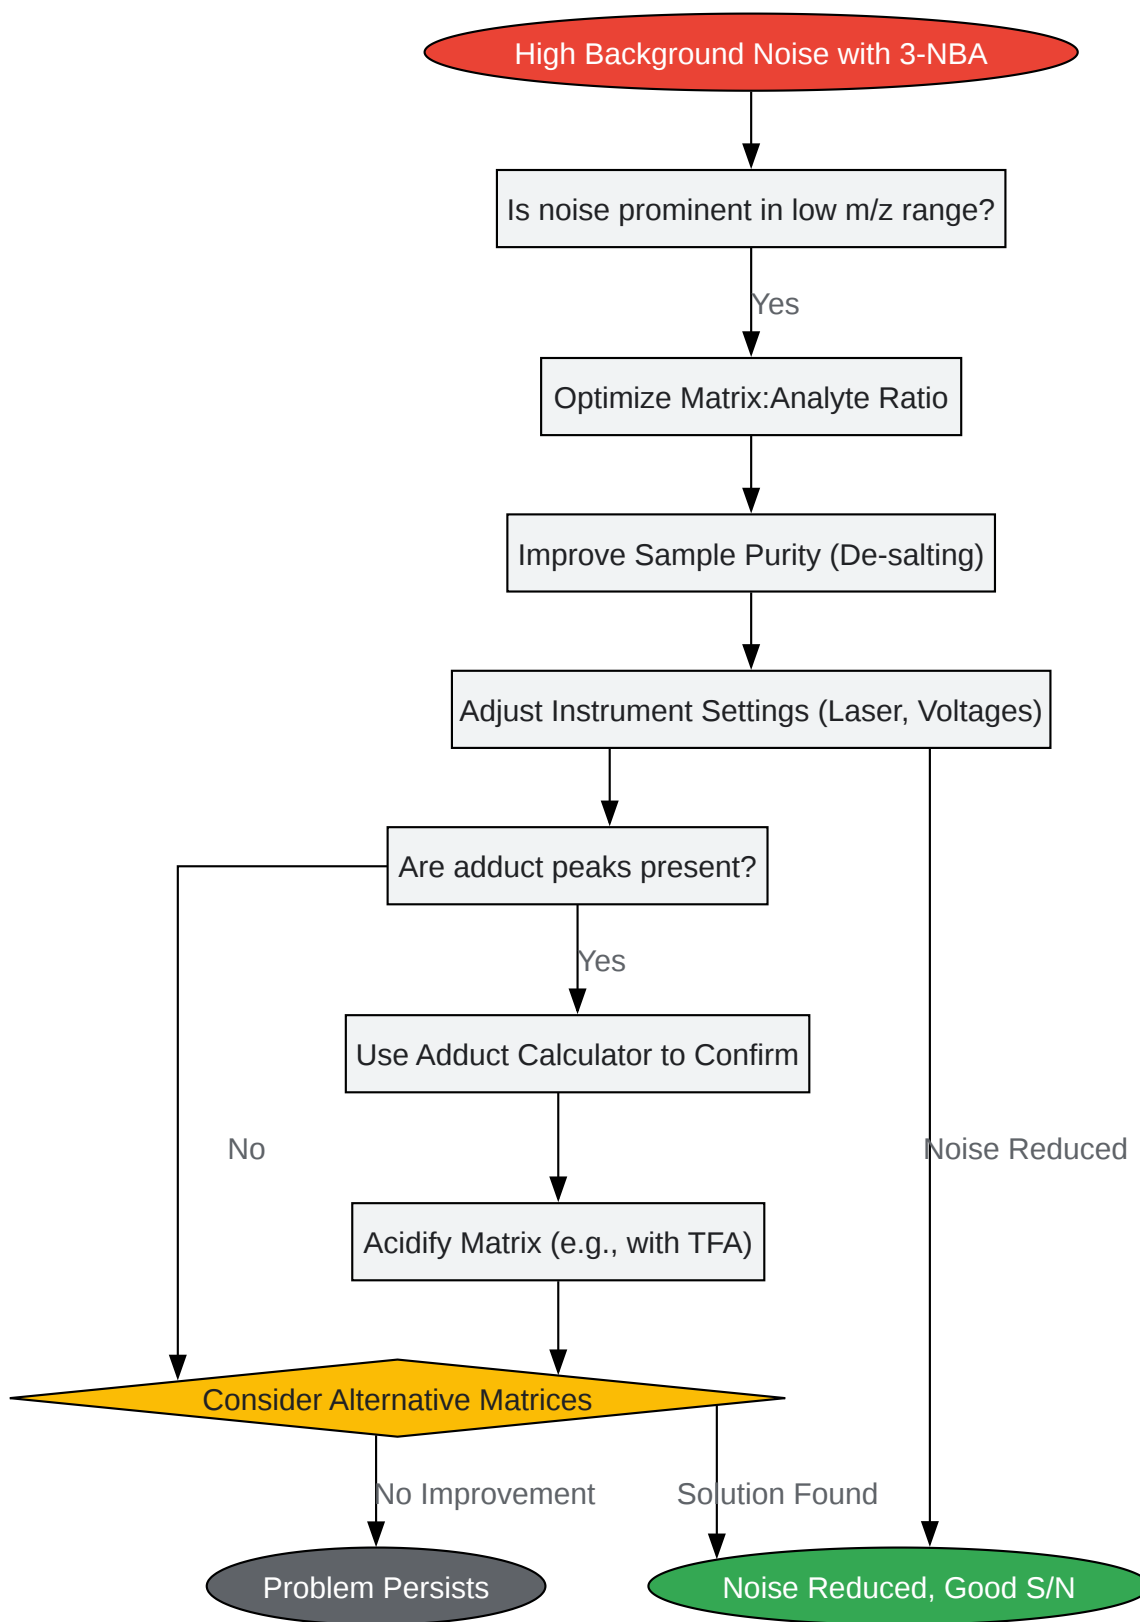 High Background Noise with 3-NBA
Is noise prominent in low m/z range?
Yes
Optimize Matrix:Analyte Ratio
Improve Sample Purity (De-salting)
Adjust Instrument Settings (Laser, Voltages)
Are adduct peaks present?
Yes
Use Adduct Calculator to Confirm
No
Noise Reduced
Acidify Matrix (e.g., with TFA)
Consider Alternative Matrices
No Improvement
Solution Found
Problem Persists
Noise Reduced, Good S/N